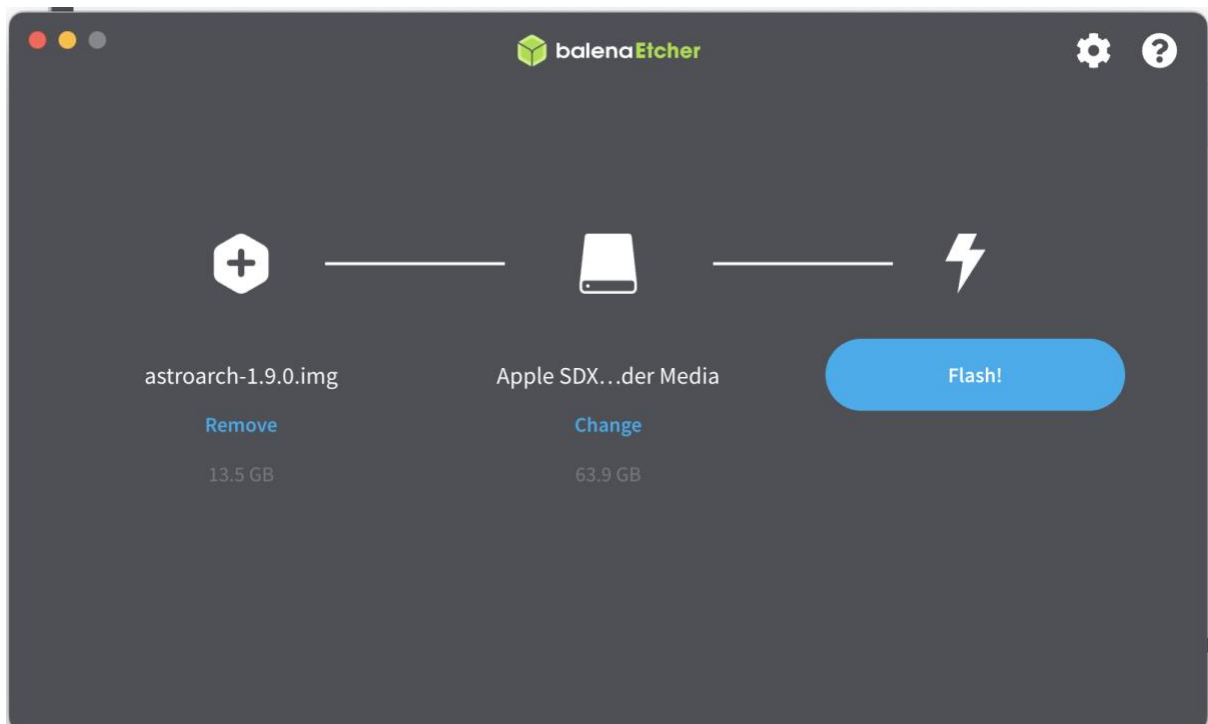 balenaEtcher
astroarch-1.9.0.img
Apple SDX...der Media
Flash!
Remove
Change
13.5 GB
63.9 GB